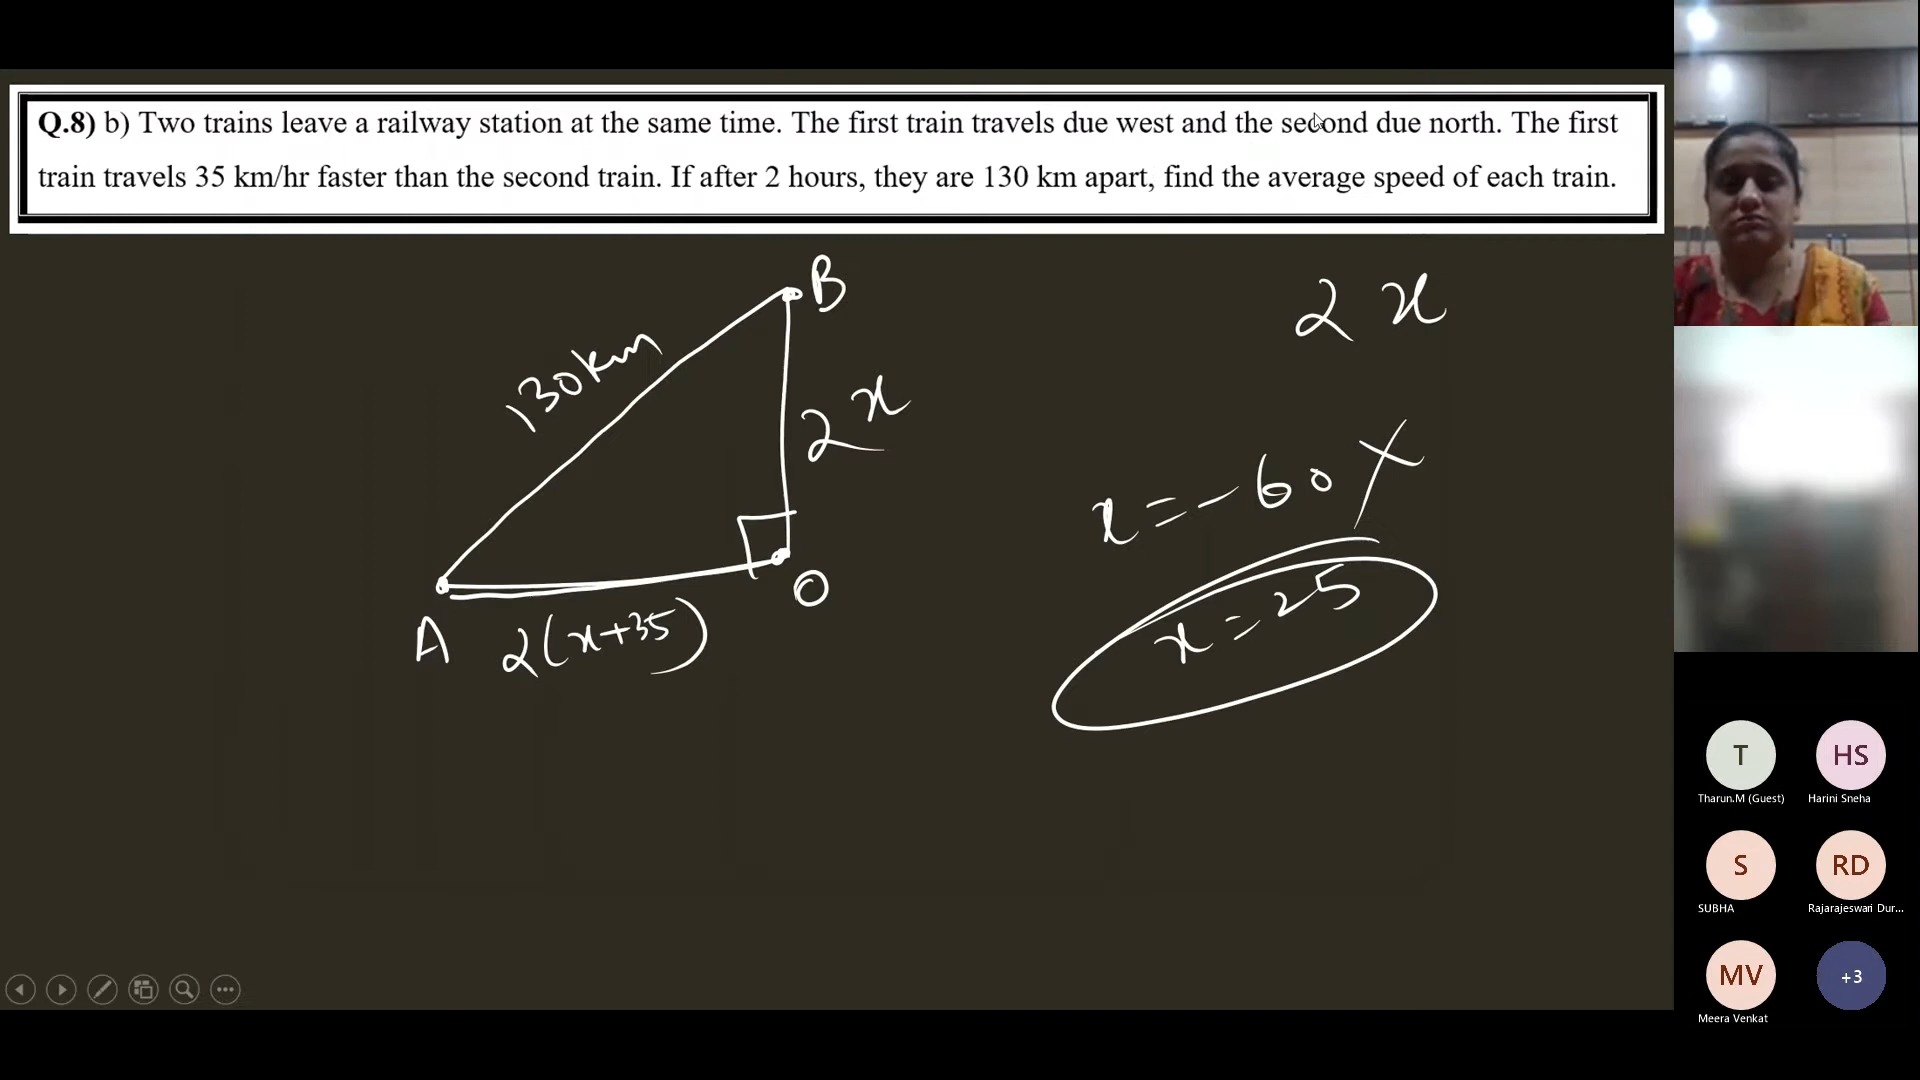 Q.8) b) Two trains leave a railway station at the same time. The first train travels due west and the second due north. The first
train travels 35 km/hr faster than the second train. If after 2 hours, they are 130 km apart, find the average speed of each train.
B
2 x
130km
2x
x = -60 X
x = 25
O
A 2(x+35)
T HS
Tharun.M (Guest) Harini Sneha
S RD
SUBHA Rajarajeswari Dur...
MV +3
Meera Venkat